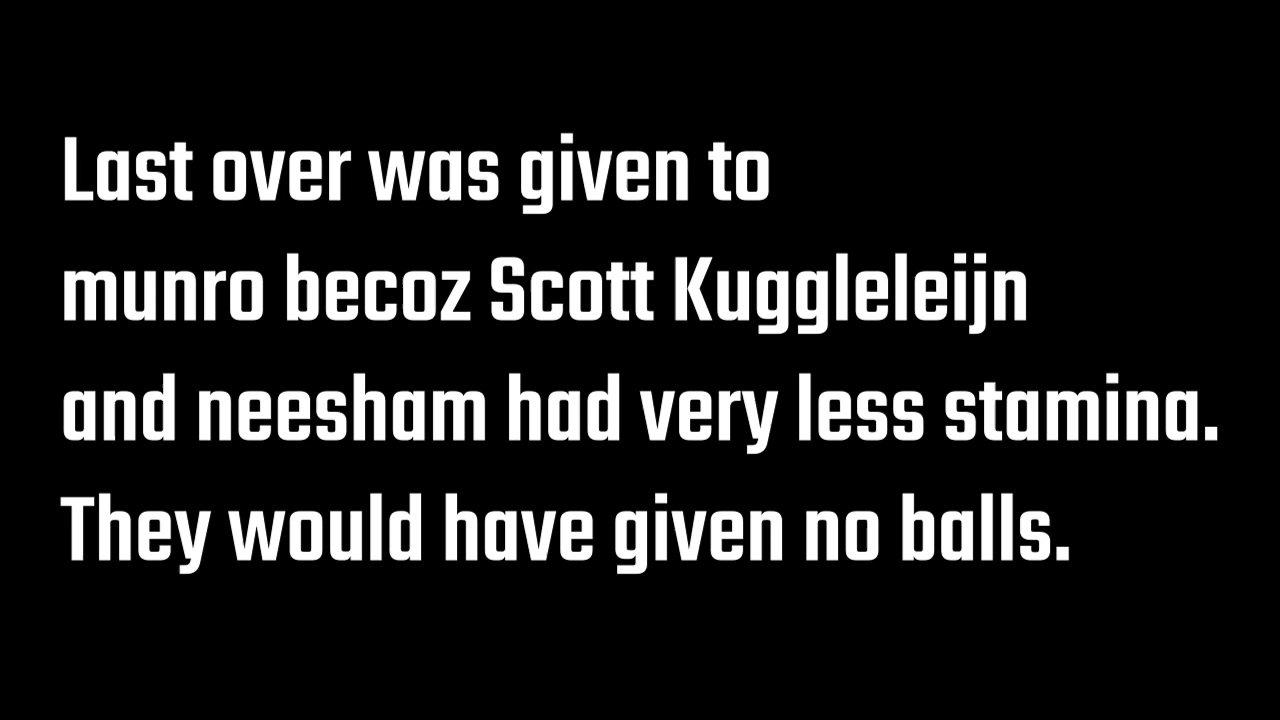 Last over was given to
munro becoz Scott Kuggleleijn
and neesham had very less stamina.
They would have given no balls.